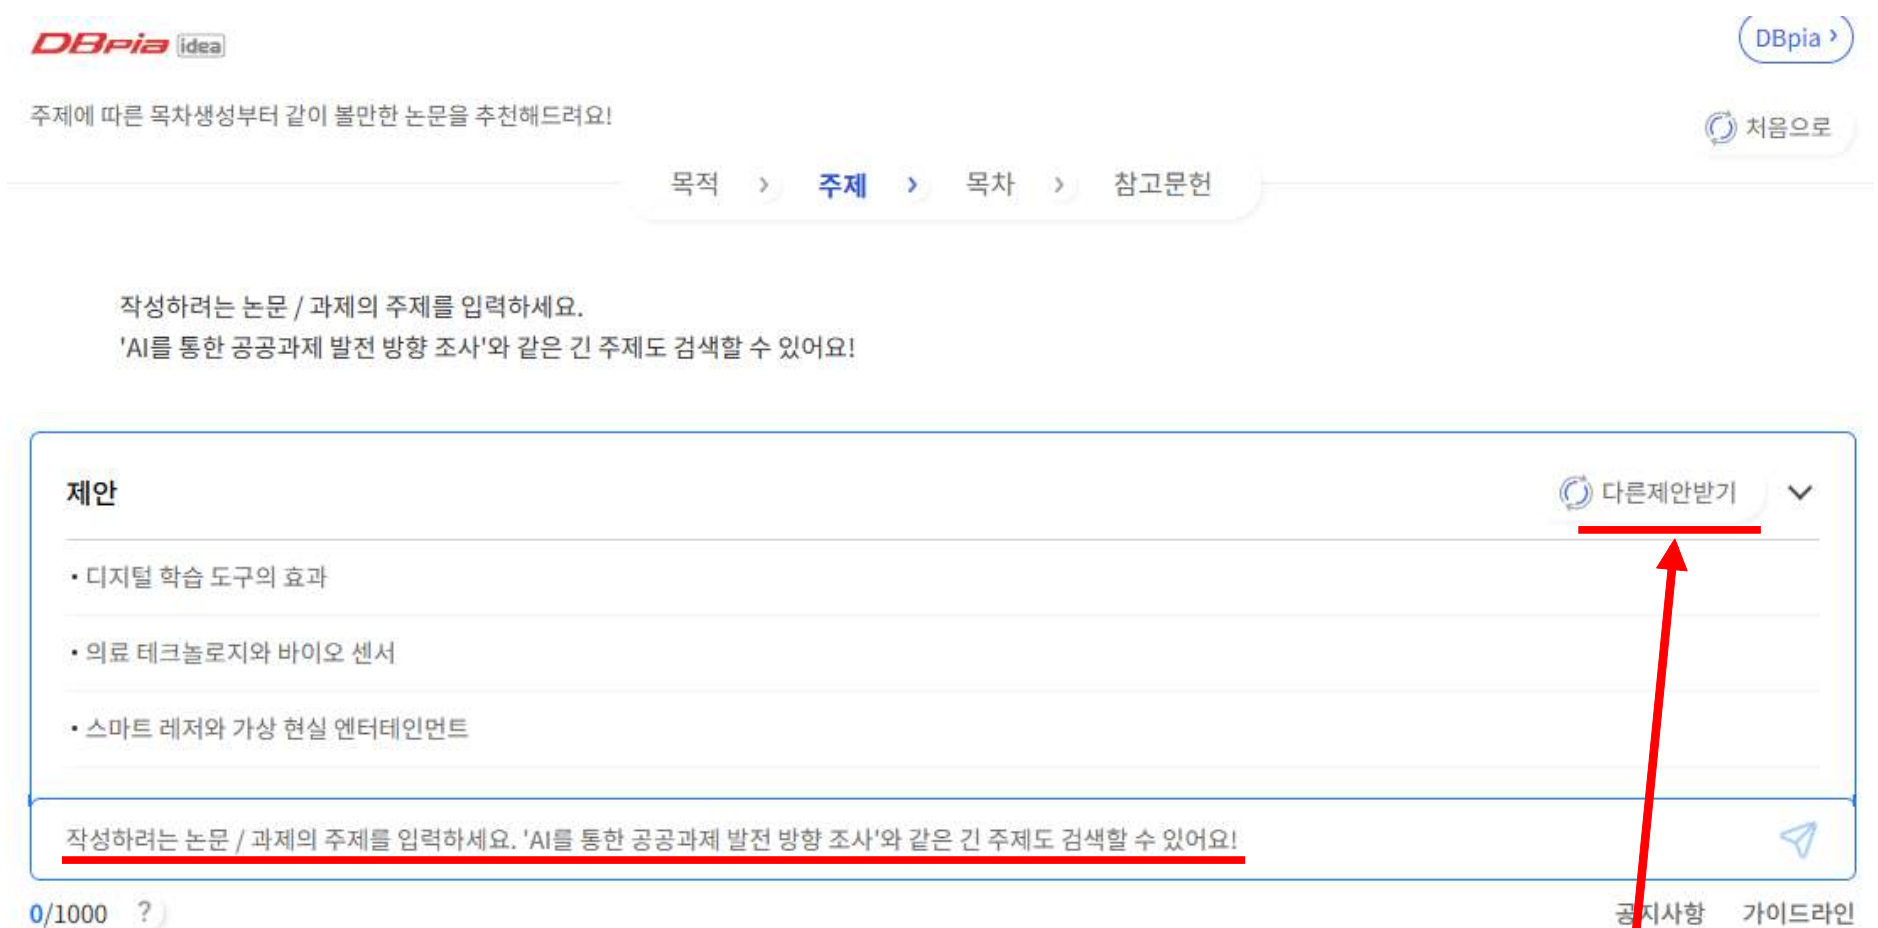 DBpia idea
DBpia >
주제에 따른 목차생성부터 같이 볼만한 논문을 추천해드려요!
처음으로
목적 > 주제 > 목차 > 참고문헌
작성하려는 논문 / 과제의 주제를 입력하세요.
'AI를 통한 공공과제 발전 방향 조사'와 같은 긴 주제도 검색할 수 있어요!
제안
다른제안받기
• 디지털 학습 도구의 효과
• 의료 테크놀로지와 바이오 센서
• 스마트 레저와 가상 현실 엔터테인먼트
작성하려는 논문 / 과제의 주제를 입력하세요. 'AI를 통한 공공과제 발전 방향 조사'와 같은 긴 주제도 검색할 수 있어요!
0/1000 ?
공지사항 가이드라인